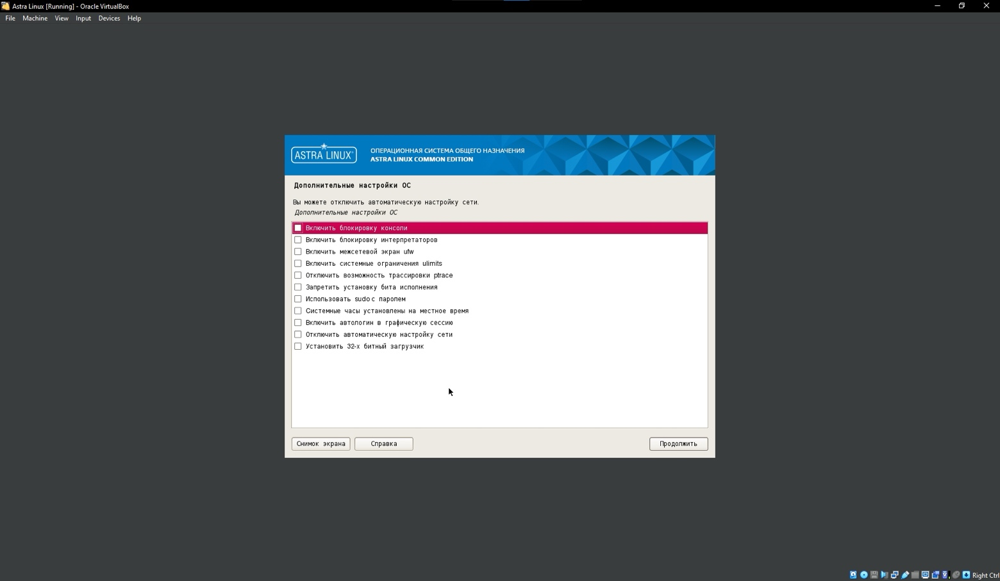 Astra Linux [Running] - Oracle VirtualBox
File Machine View Input Devices Help
ASTRA LINUX®
ОПЕРАЦИОННАЯ СИСТЕМА ОБЩЕГО НАЗНАЧЕНИЯ
ASTRA LINUX COMMON EDITION
Дополнительные настройки ОС
Вы можете отключить автоматическую настройку сети.
Дополнительные настройки ОС
Включить блокировку консоли
Включить блокировку интерпретаторов
Включить межсетевой экран ufw
Включить системные ограничения ulimits
Отключить возможность трассировки ptrace
Запретить установку бита исполнения
Использовать sudo с паролем
Системные часы установлены на местное время
Включить автологин в графическую сессию
Отключить автоматическую настройку сети
Установить 32-х битный загрузчик
Снимок экрана Справка Продолжить
Right Ctrl